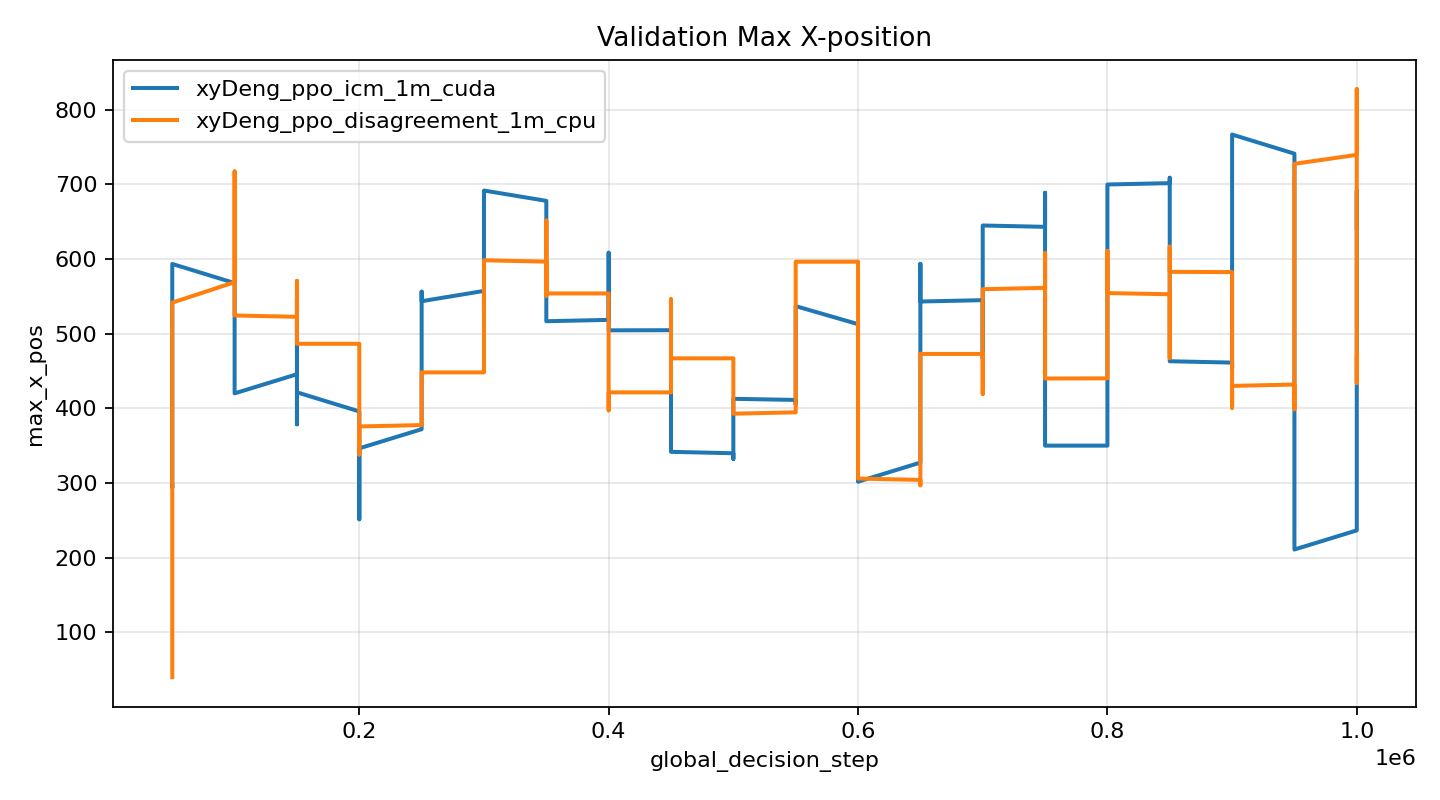 Validation Max X-position
xyDeng_ppo_icm_1m_cuda
xyDeng_ppo_disagreement_1m_cpu
max_x_pos
800
700
600
500
400
300
200
100
0.2
0.4
0.6
0.8
1.0
1e6
global_decision_step